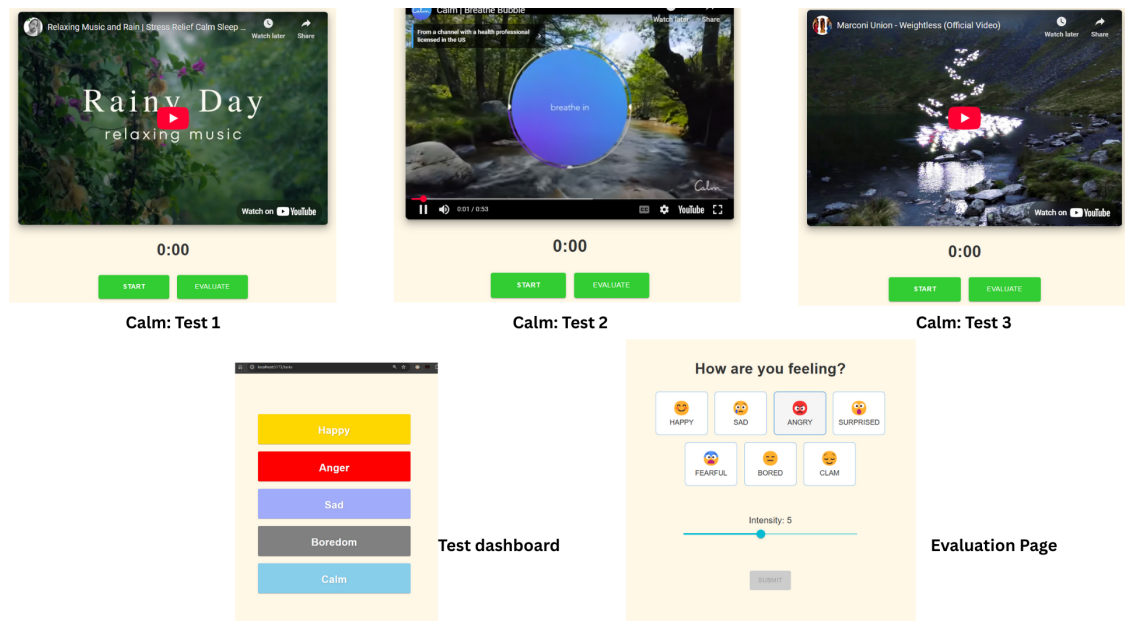 Relaxing Music and Rain | Stress Relief Calm Sleep ...
Watch later
Share
Rainy Day
relaxing music
Watch on YouTube
0:00
START
EVALUATE
Calm: Test 1
Calm
Calm | Breathe Bubble
Watch later
Share
From a channel with a health professional
licensed in the US
breathe in
Calm
0:01 / 0:53
YouTube
0:00
START
EVALUATE
Calm: Test 2
Marconi Union - Weightless (Official Video)
Watch later
Share
Watch on YouTube
0:00
START
EVALUATE
Calm: Test 3
Happy
Anger
Sad
Boredom
Calm
Test dashboard
How are you feeling?
HAPPY
SAD
ANGRY
SURPRISED
FEARFUL
BORED
CLAM
Intensity: 5
SUBMIT
Evaluation Page